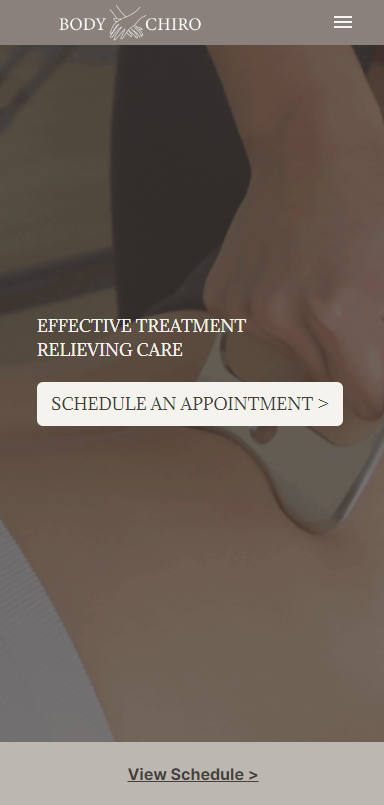 BODY CHIRO
EFFECTIVE TREATMENT
RELIEVING CARE
SCHEDULE AN APPOINTMENT >
View Schedule >